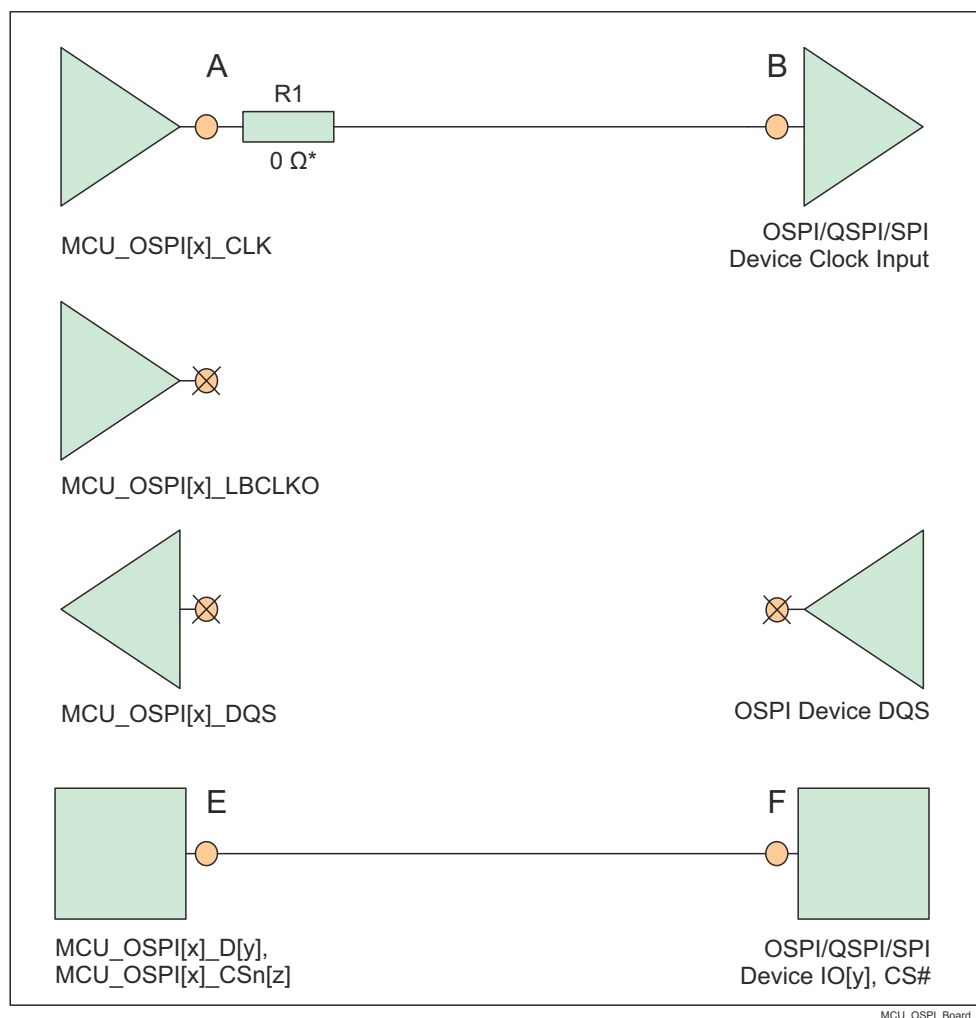 A
B
R1
0 Ω*
MCU_OSPI[x]_CLK
OSPI/QSPI/SPI
Device Clock Input
MCU_OSPI[x]_LBCLKO
MCU_OSPI[x]_DQS
OSPI Device DQS
E
F
MCU_OSPI[x]_D[y],
MCU_OSPI[x]_CSn[z]
OSPI/QSPI/SPI
Device IO[y], CS#
MCU_OSPI_Board